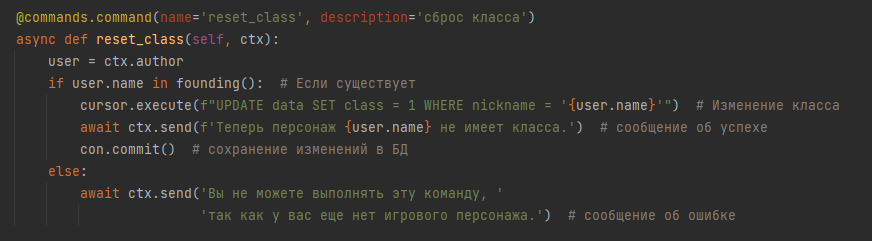 @commands.command(name='reset_class', description='сброс класса')
async def reset_class(self, ctx):
    user = ctx.author
    if user.name in founding():  # Если существует
        cursor.execute(f"UPDATE data SET class = 1 WHERE nickname = '{user.name}'")  # Изменение класса
        await ctx.send(f'Теперь персонаж {user.name} не имеет класса.')  # сообщение об успехе
        con.commit()  # сохранение изменений в БД
    else:
        await ctx.send('Вы не можете выполнять эту команду, '
                       'так как у вас еще нет игрового персонажа.')  # сообщение об ошибке